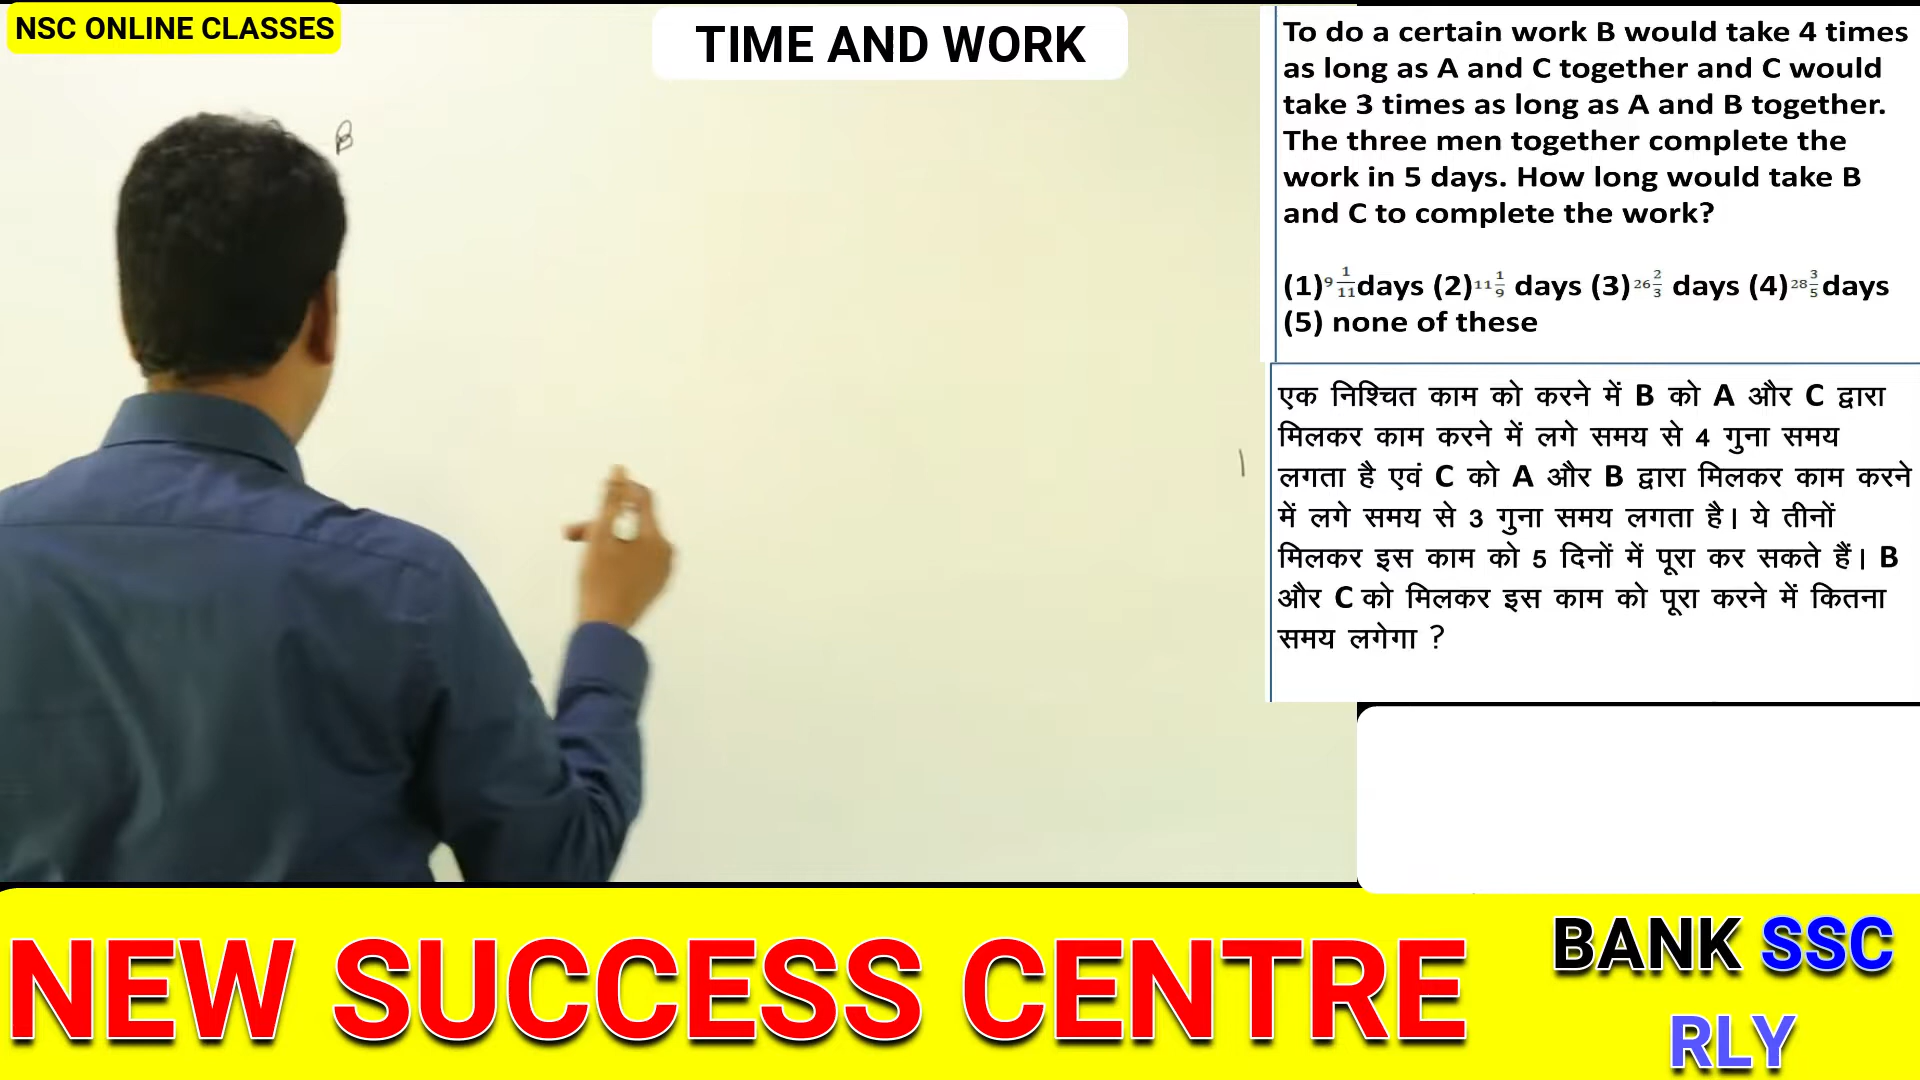 NSC ONLINE CLASSES
TIME AND WORK
B
To do a certain work B would take 4 times
as long as A and C together and C would
take 3 times as long as A and B together.
The three men together complete the
work in 5 days. How long would take B
and C to complete the work?
(1)9 1/11 days (2)11 1/9 days (3)26 2/3 days (4)28 3/5 days
(5) none of these
एक निश्चित काम को करने में B को A और C द्वारा
मिलकर काम करने में लगे समय से 4 गुना समय
लगता है एवं C को A और B द्वारा मिलकर काम करने
में लगे समय से 3 गुना समय लगता है। ये तीनों
मिलकर इस काम को 5 दिनों में पूरा कर सकते हैं। B
और C को मिलकर इस काम को पूरा करने में कितना
समय लगेगा ?
NEW SUCCESS CENTRE
BANK SSC
RLY